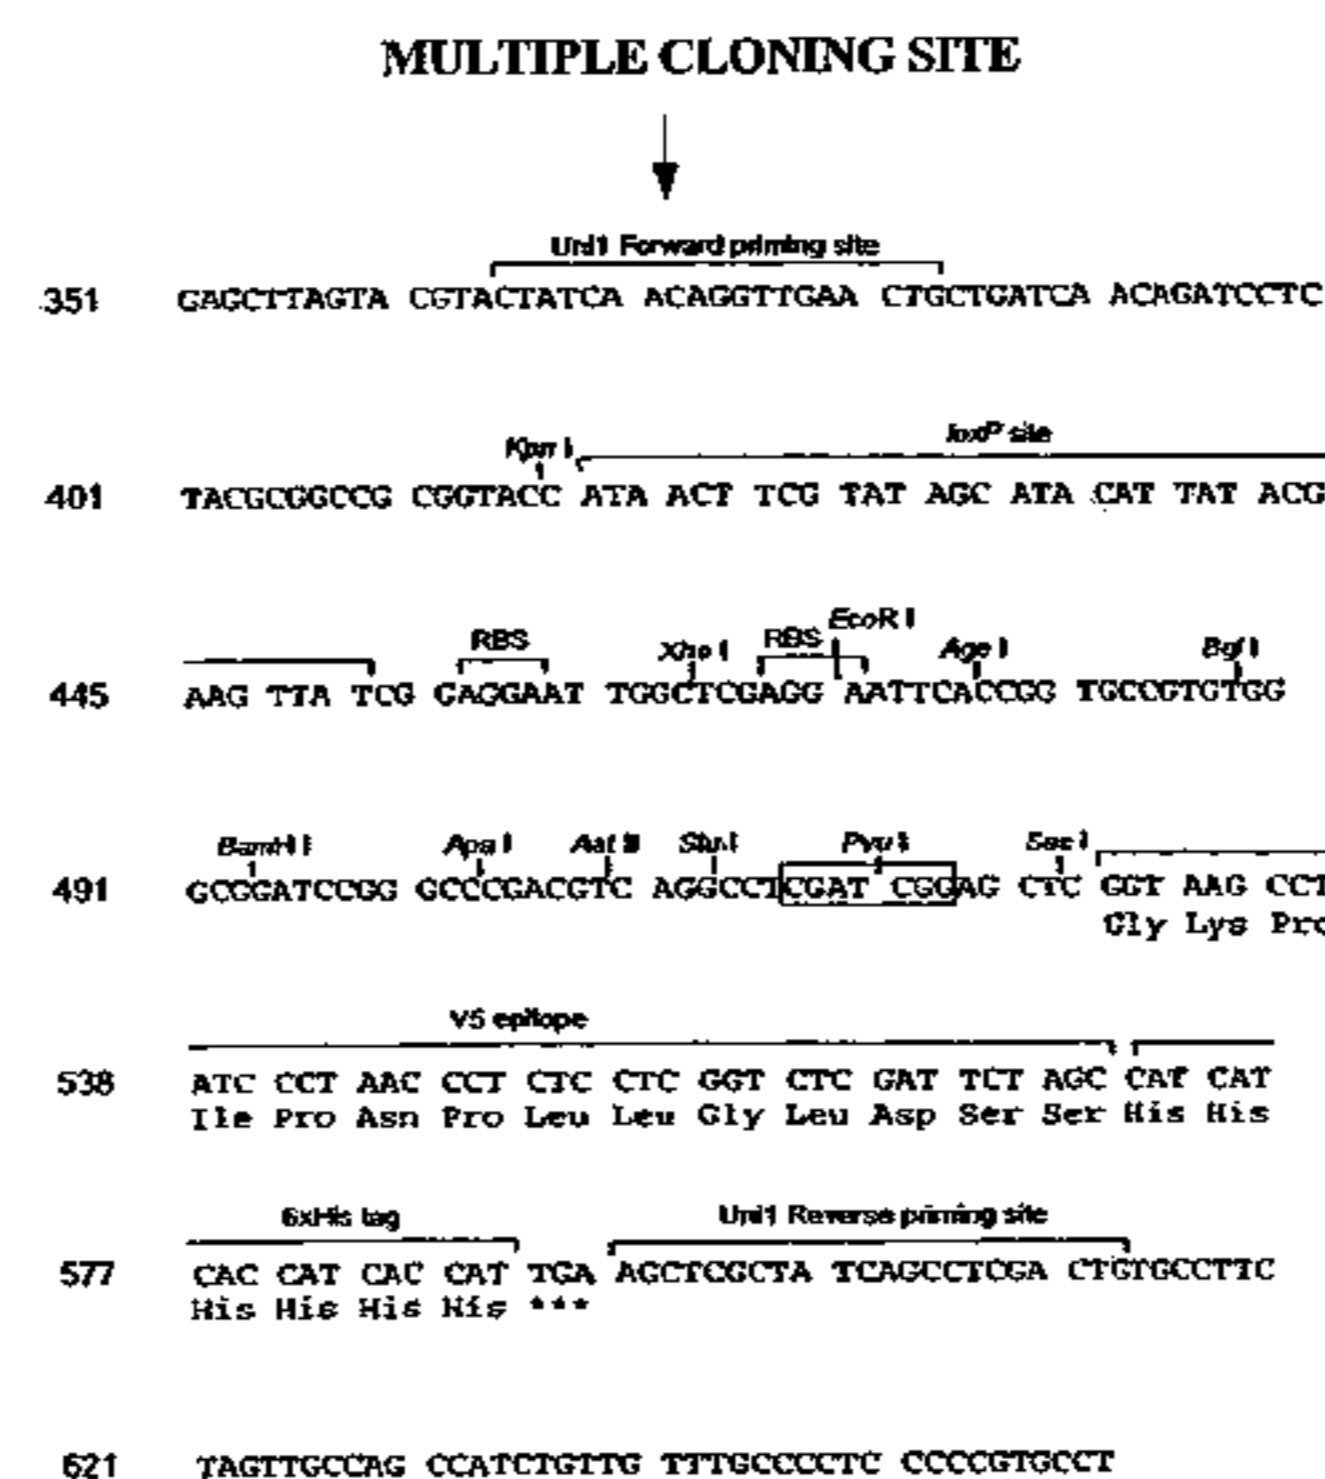 MULTIPLE CLONING SITE
Uni1 Forward priming site
351 GAGCTTAGTA CGTACTATCA ACAGGTTGAA CTGCTGATCA ACAGATCCTC
Kpn I loxP site
401 TACGCGGCCG CGGTACC ATA ACT TCG TAT AGC ATA CAT TAT ACG
RBS Xho I RBS EcoR I Age I Bgl I
445 AAG TTA TCG GAGGAAT TGGCTCGAGG AATTCACCGG TGCCGTGTGG
BamH I Apa I Aat II Stu I Pvu I Sac I
491 GCGGATCCGG GCCCGACGTC AGGCCTCGAT CGGAG CTC GGT AAG CCT
Gly Lys Pro
V5 epitope
538 ATC CCT AAC CCT CTC CTC GGT CTC GAT TCT AGC CAT CAT
Ile Pro Asn Pro Leu Leu Gly Leu Asp Ser Ser His His
6xHis tag Uni1 Reverse priming site
577 CAC CAT CAC CAT TGA AGCTCGCTA TCAGCCTCGA CTGTGCCTTC
His His His His ***
621 TAGTTGCCAG CCATCTGTTG TTTGCCCCTC CCCCGTGCCT